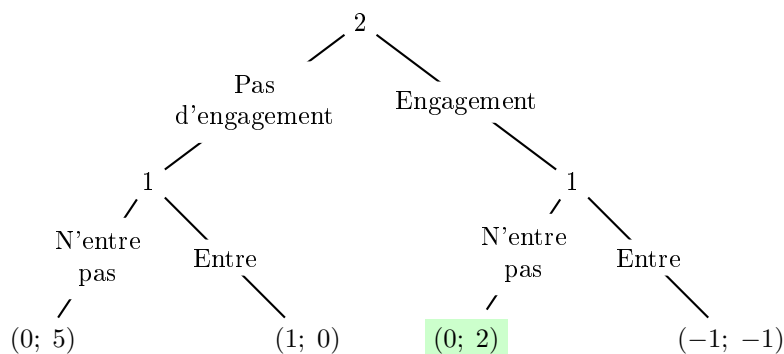 2
Pas
d'engagement
Engagement
1
1
N'entre
pas
Entre
N'entre
pas
Entre
(0; 5)
(1; 0)
(0; 2)
(−1; −1)